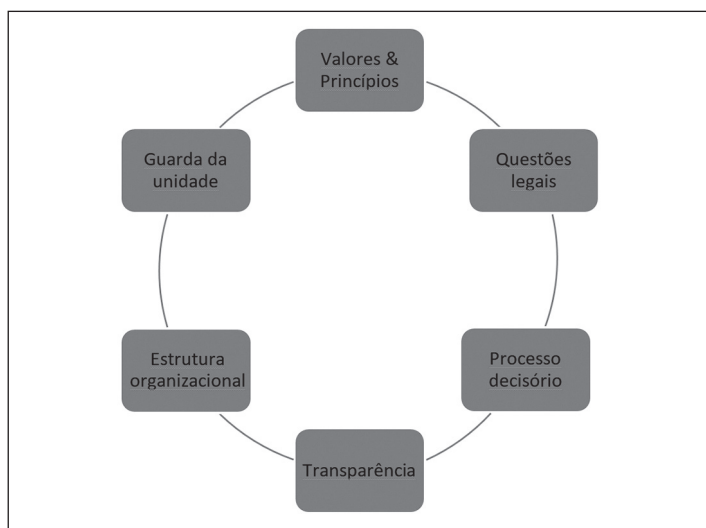 Valores &
Princípios
Questões
legais
Processo
decisório
Transparência
Estrutura
organizacional
Guarda da
unidade